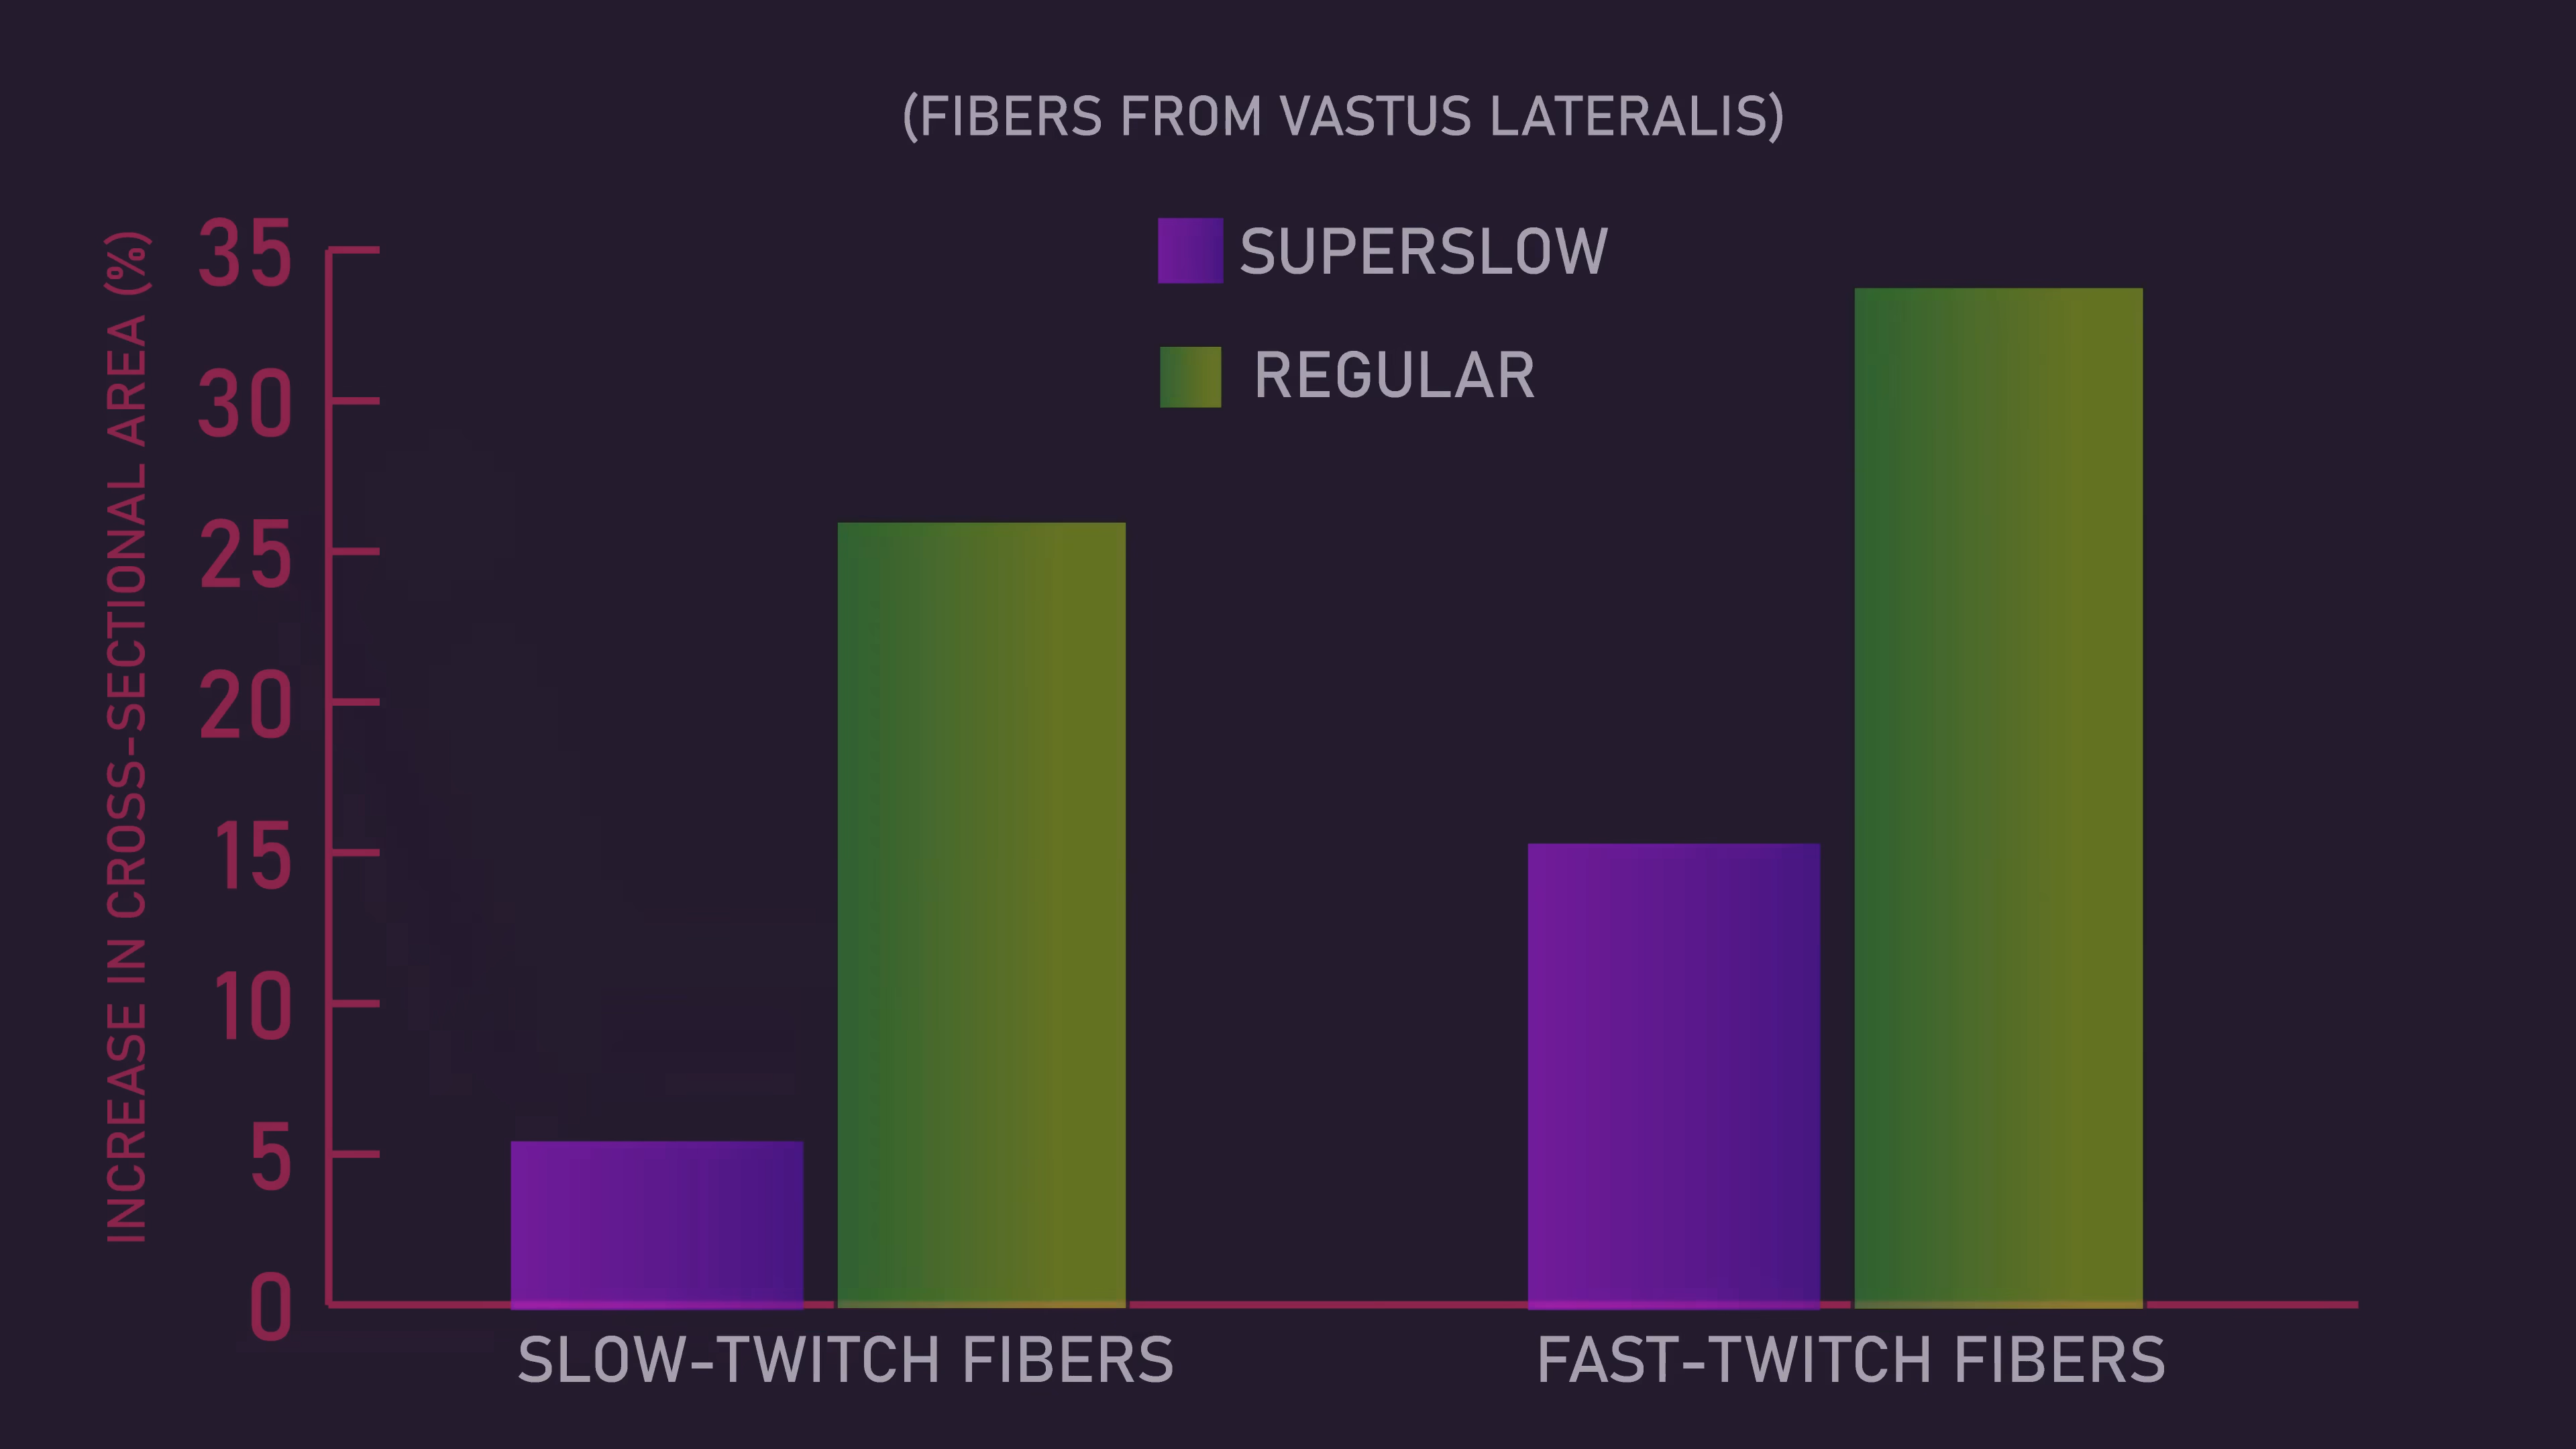 (FIBERS FROM VASTUS LATERALIS)
SUPERSLOW
REGULAR
INCREASE IN CROSS-SECTIONAL AREA (%)
35
30
25
20
15
10
5
0
SLOW-TWITCH FIBERS
FAST-TWITCH FIBERS